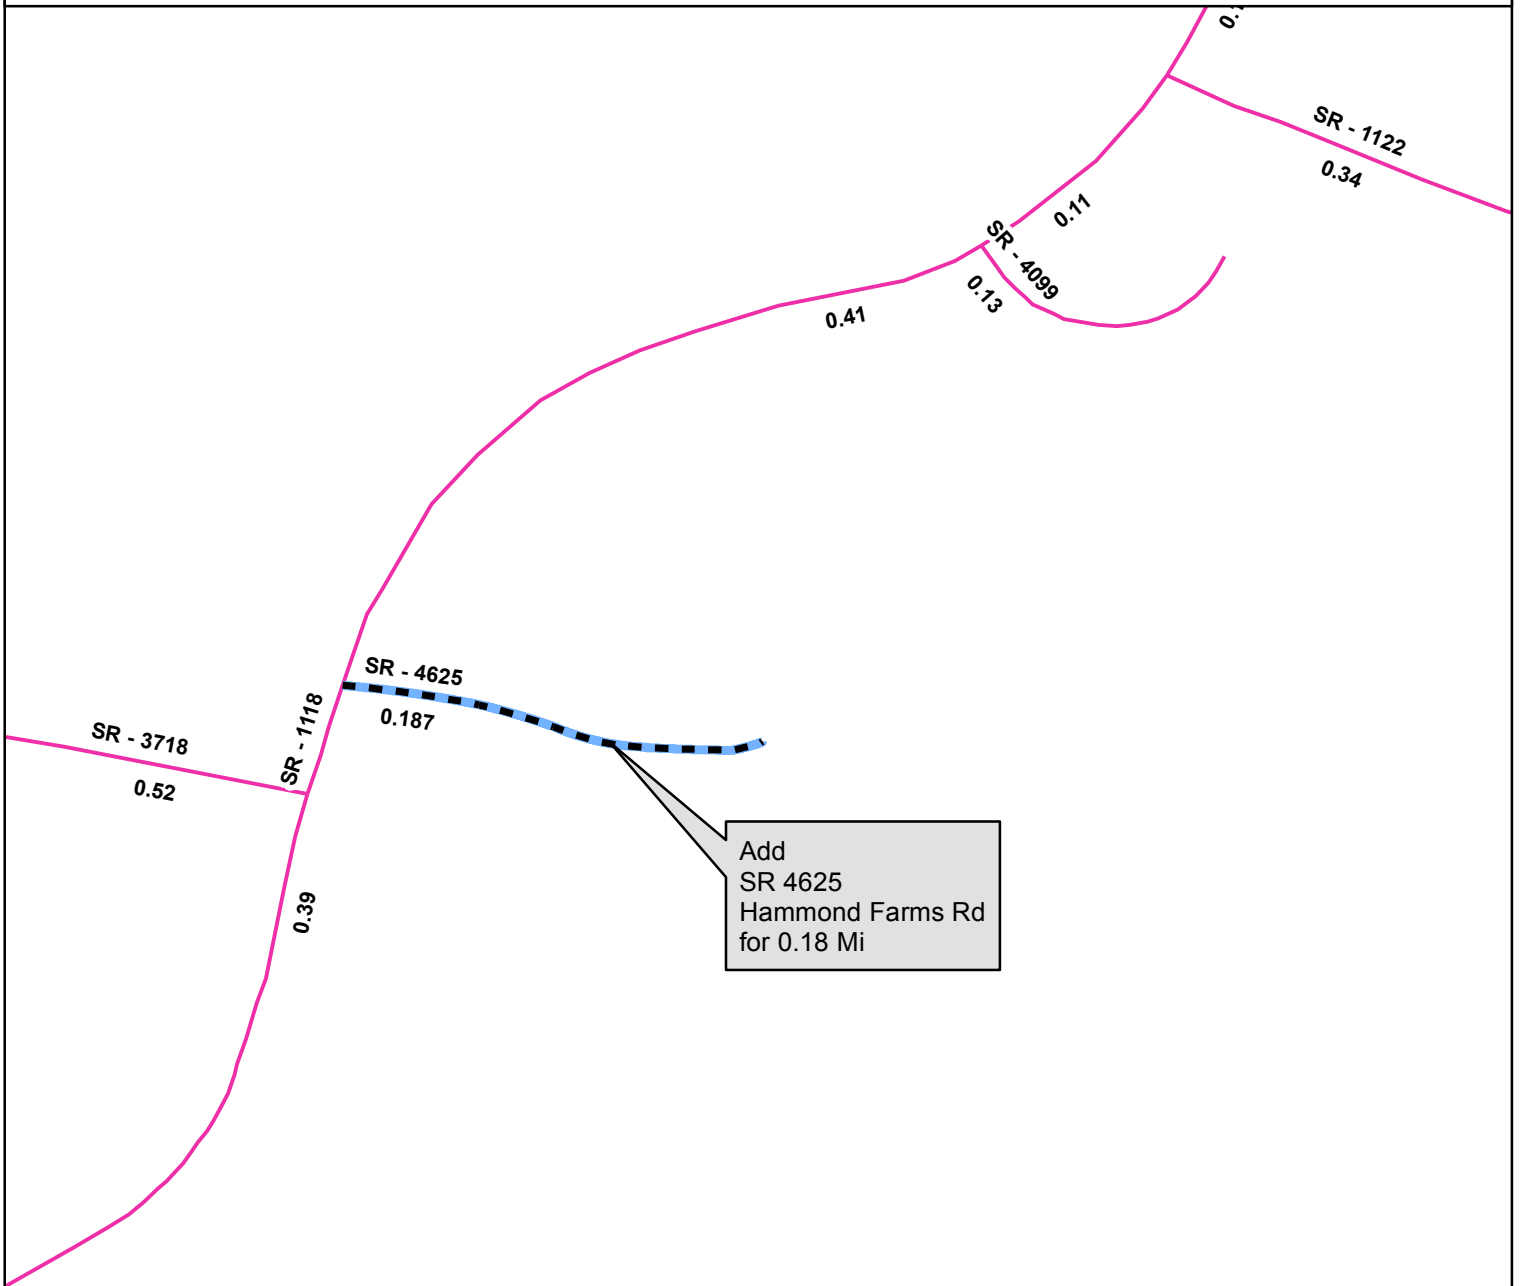 SR - 1122
0.34
0.11
SR - 4099
0.13
0.41
SR - 4625
0.187
SR - 1118
SR - 3718
0.52
0.39
Add
SR 4625
Hammond Farms Rd
for 0.18 Mi